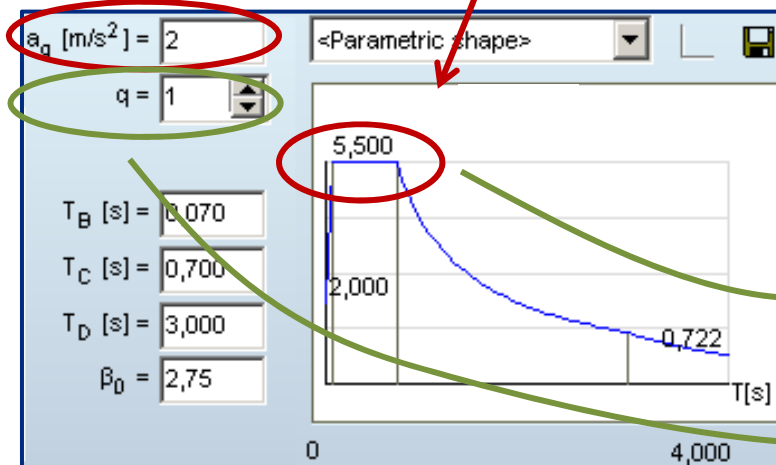 a_g [m/s²] = 2
<Parametric shape>
q = 1
5,500
T_B [s] = 0,070
T_C [s] = 0,700
2,000
T_D [s] = 3,000
0,722
β_0 = 2,75
T[s]
0
4,000